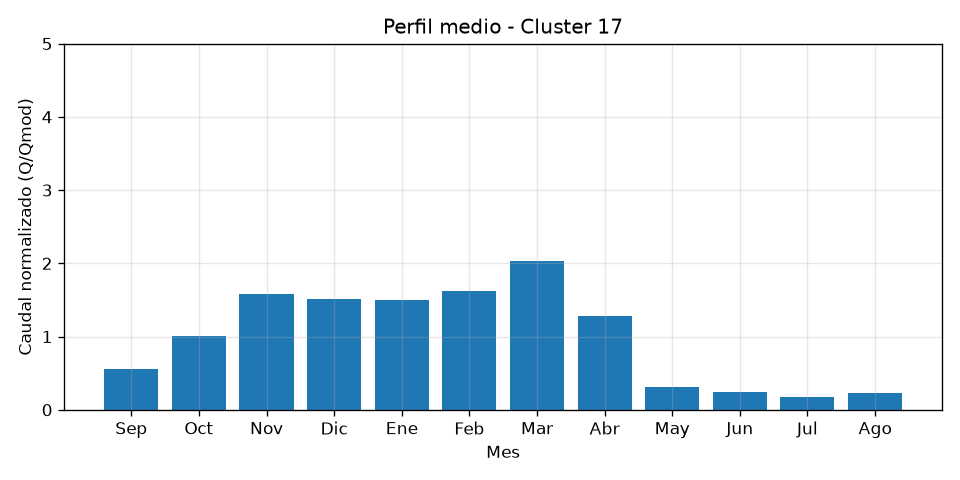 Perfil medio - Cluster 17
Caudal normalizado (Q/Qmod)
5
4
3
2
1
0
Sep Oct Nov Dic Ene Feb Mar Abr May Jun Jul Ago
Mes